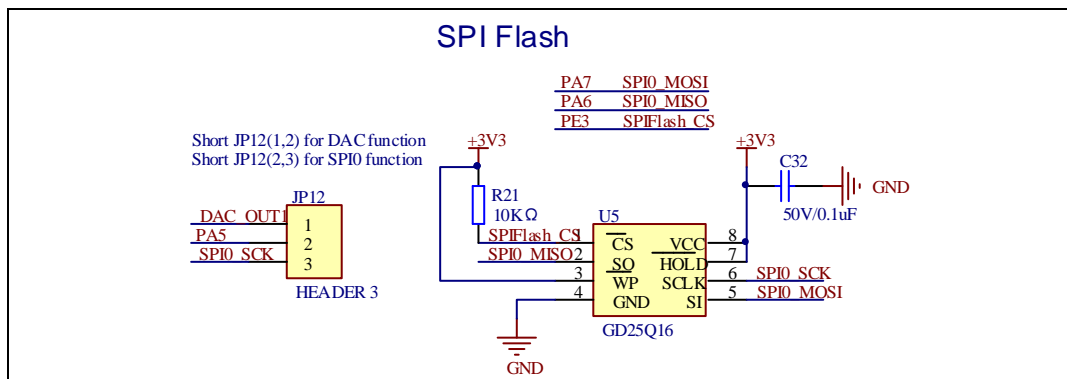 SPI Flash
PA7 SPI0_MOSI
PA6 SPI0_MISO
PE3 SPIFlash_CS
Short JP12(1,2) for DAC function
Short JP12(2,3) for SPI0 function
+3V3
+3V3
C32
GND
50V/0.1uF
JP12
DAC_OUT1 1
PA5 2
SPI0_SCK 3
HEADER 3
R21
10KΩ
U5
SPIFlash_CS 1 CS VCC 8
SPI0_MISO 2 SO HOLD 7
3 WP SCLK 6 SPI0_SCK
4 GND SI 5 SPI0_MOSI
GD25Q16
GND